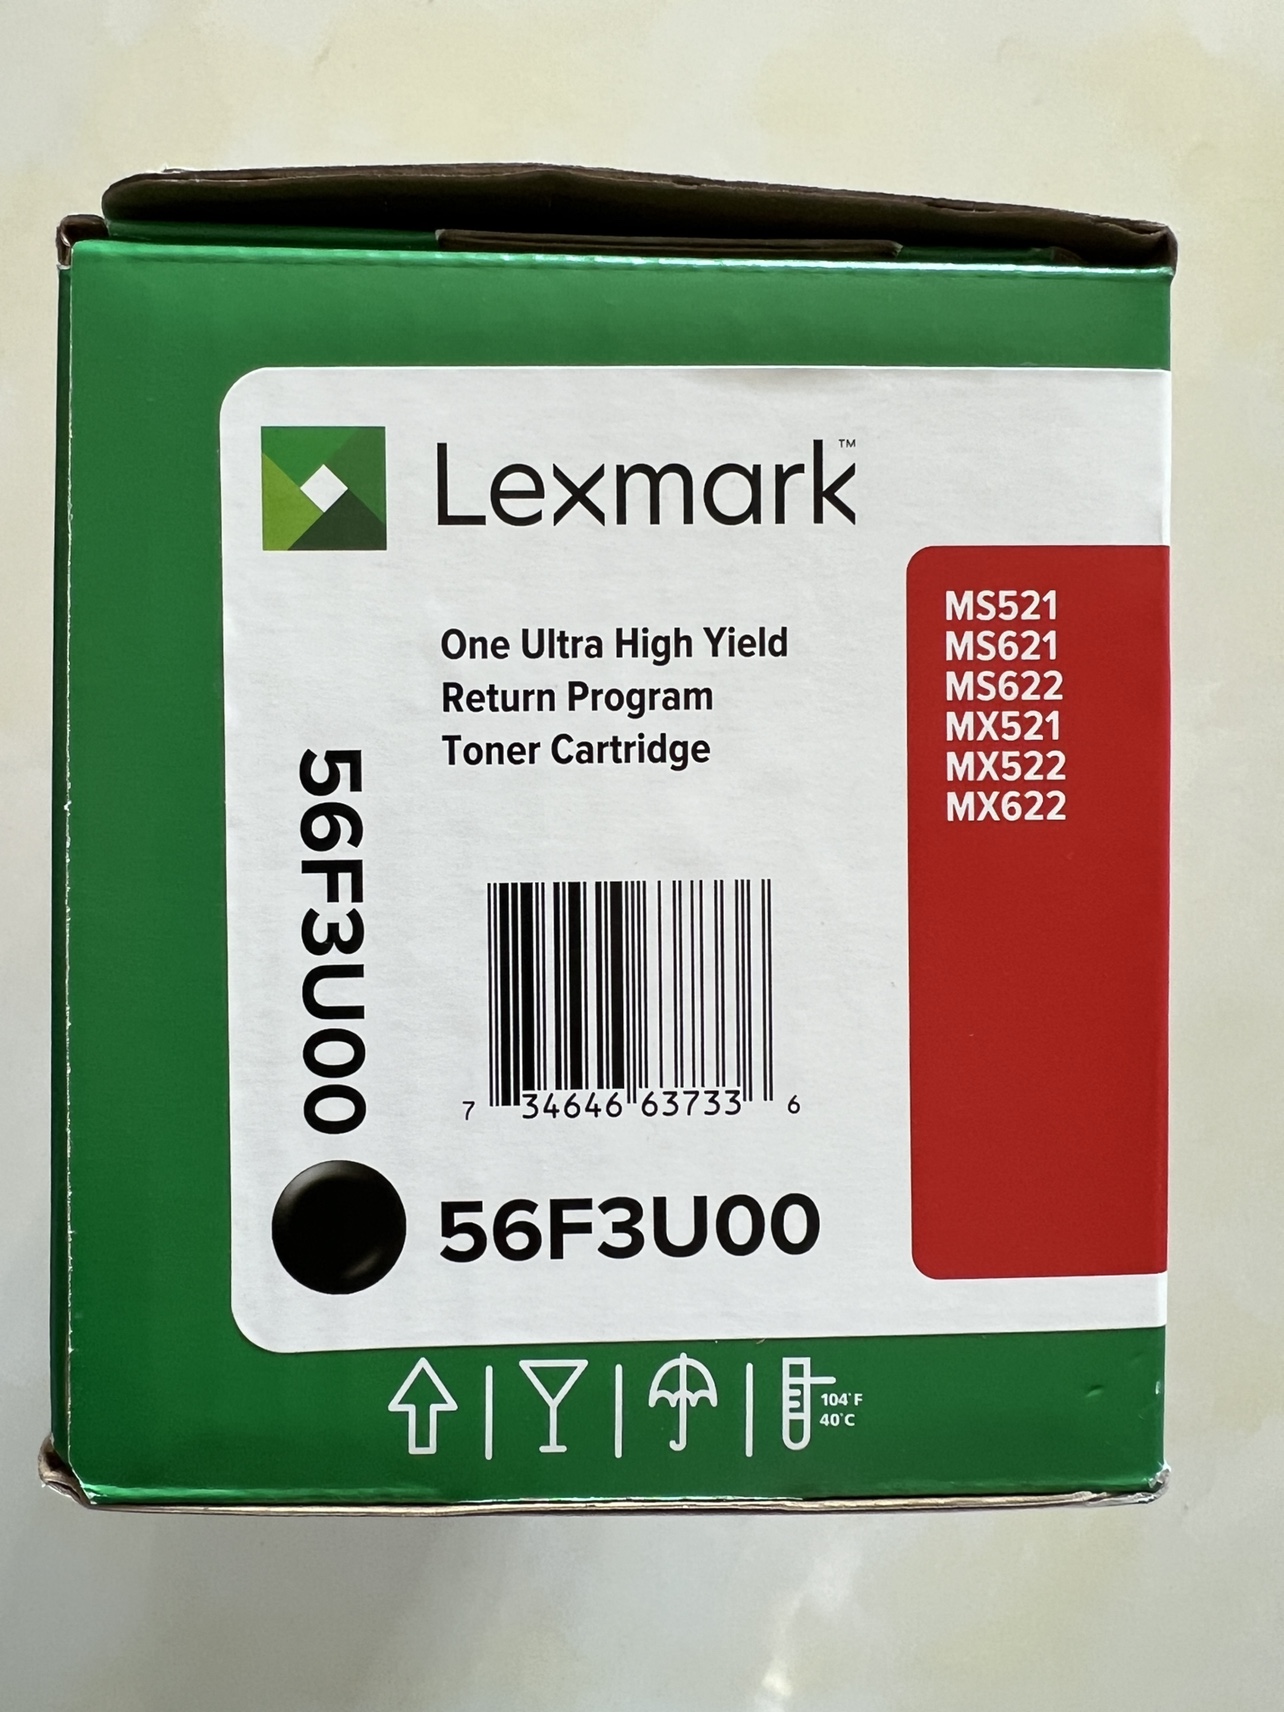 Lexmark™
MS521
MS621
MS622
MX521
MX522
MX622
One Ultra High Yield
Return Program
Toner Cartridge
56F3U00
7 34646 63733 6
56F3U00
104°F
40°C